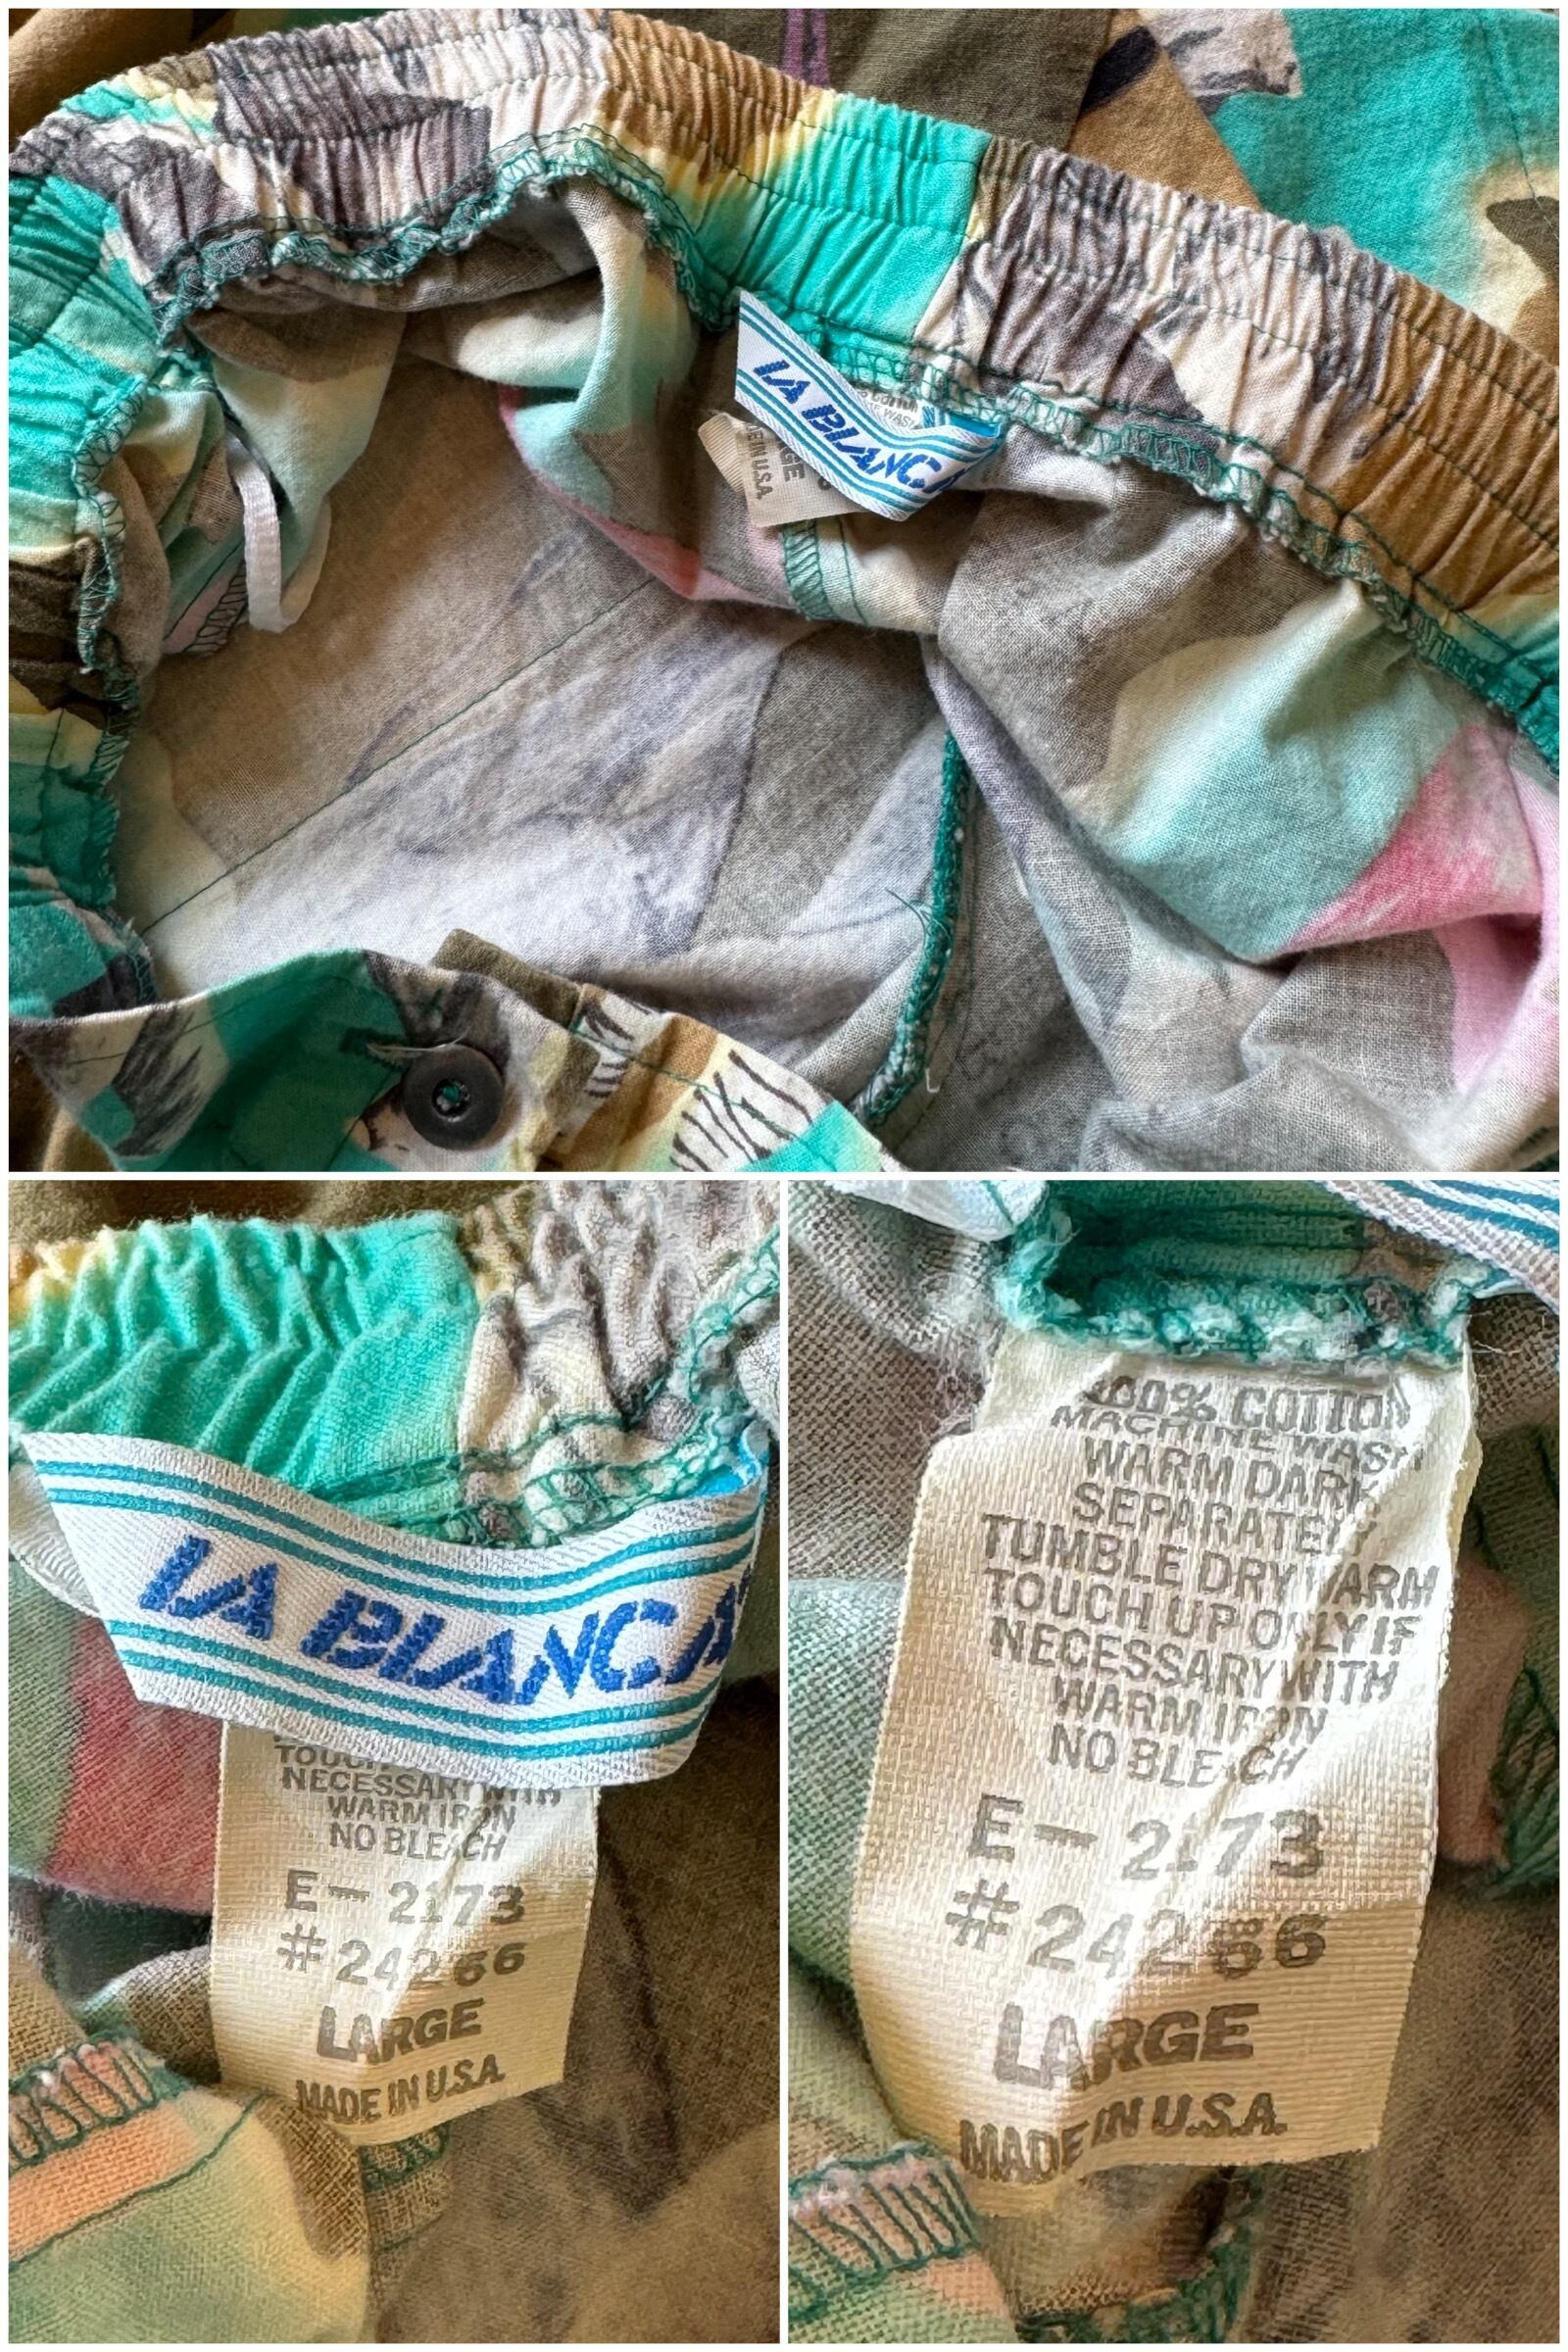 LA BLANCA
E IN U.S.A.
LA BLANCA
TOUCH
NECESSARY WITH
WARM IRON
NO BLEACH
E-2173
#24266
LARGE
MADE IN U.S.A.
100% COTTON
MACHINE WASH
WARM DARK
SEPARATELY
TUMBLE DRY WARM
TOUCH UP ONLY IF
NECESSARY WITH
WARM IRON
NO BLEACH
E-2173
#24266
LARGE
MADE IN U.S.A.